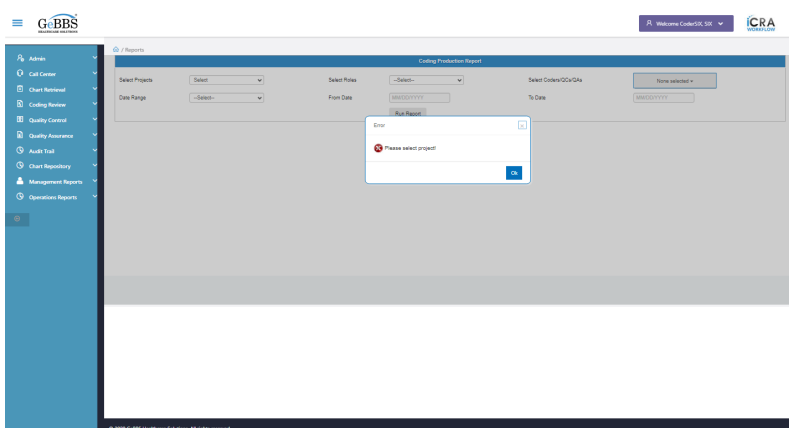 GeBBS
HEALTHCARE SOLUTIONS
Welcome CoderSIX, SIX
iCRA
WORKFLOW
/ Reports
Admin
Call Center
Chart Retrieval
Coding Review
Quality Control
Quality Assurance
Audit Trail
Chart Repository
Management Reports
Operations Reports
Coding Production Report
Select Projects
Select
Select Roles
--Select--
Select Coders/QCs/QAs
None selected
Date Range
--Select--
From Date
MM/DD/YYYY
To Date
MM/DD/YYYY
Run Report
Error
x
Please select project!
Ok